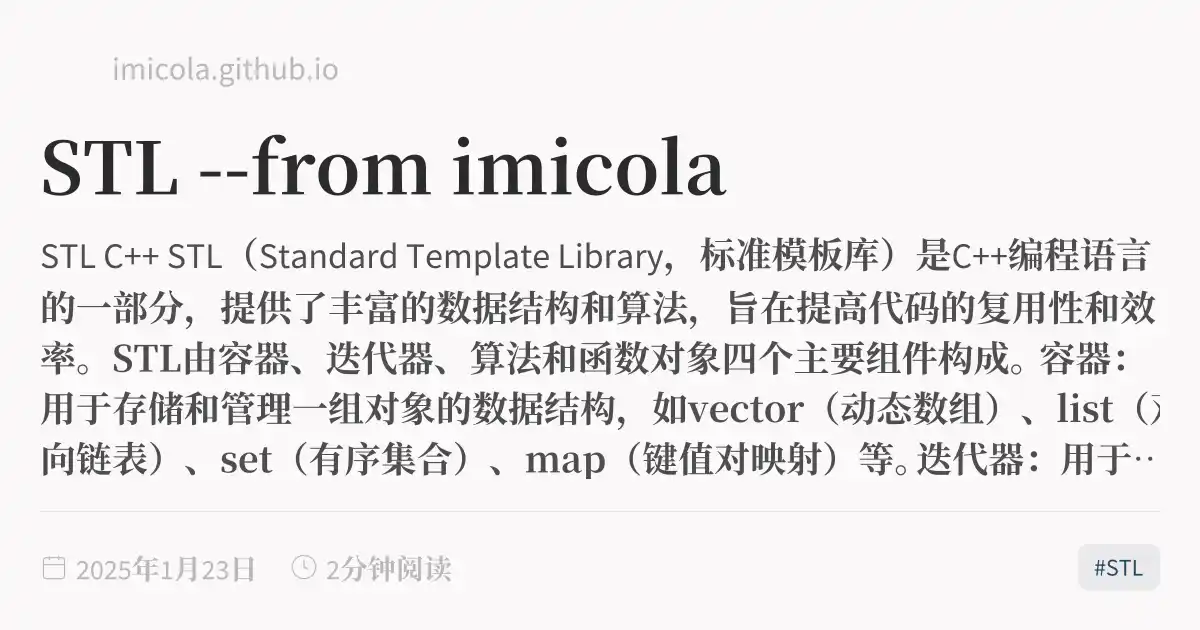 imicola.github.io
STL --from imicola
STL C++ STL（Standard Template Library，标准模板库）是C++编程语言
的一部分，提供了丰富的数据结构和算法，旨在提高代码的复用性和效
率。STL由容器、迭代器、算法和函数对象四个主要组件构成。容器：
用于存储和管理一组对象的数据结构，如vector（动态数组）、list（
向链表）、set（有序集合）、map（键值对映射）等。迭代器：用于…
2025年1月23日
2分钟阅读
#STL